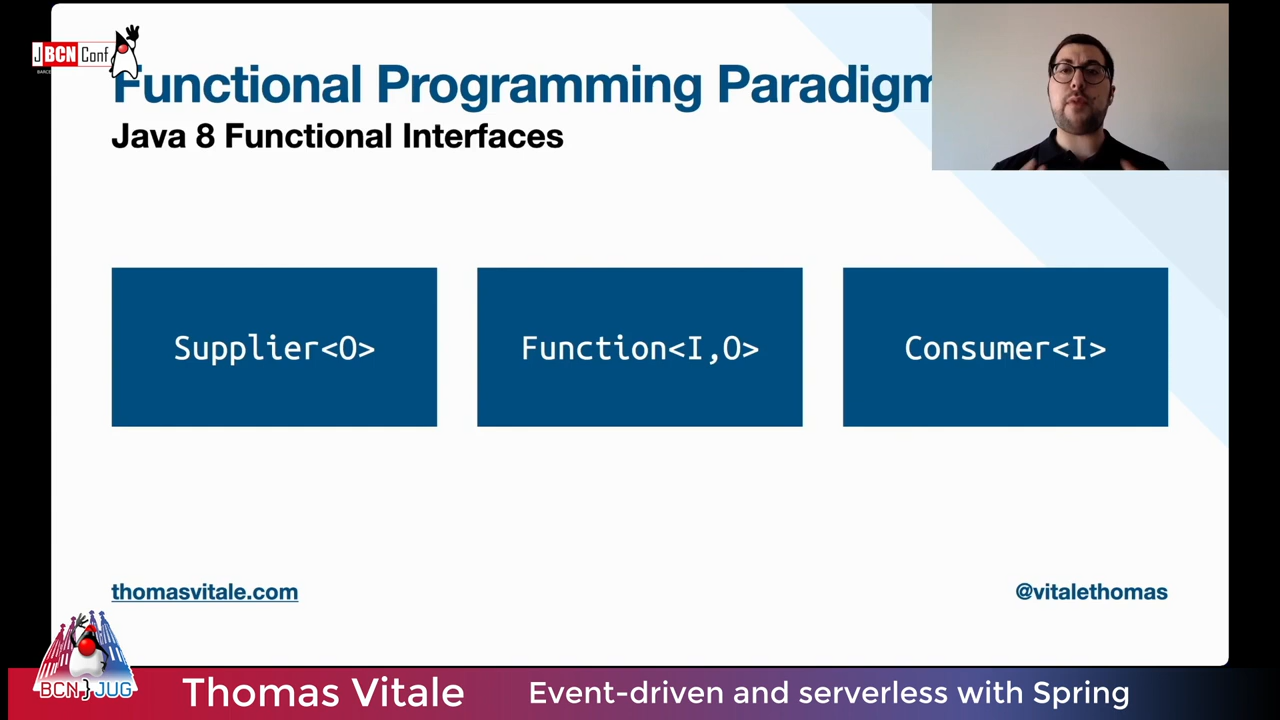 JBCNConf
Functional Programming Paradigm
Java 8 Functional Interfaces
Supplier<O>
Function<I,O>
Consumer<I>
thomasvitale.com
@vitalethomas
BCN JUG
Thomas Vitale
Event-driven and serverless with Spring